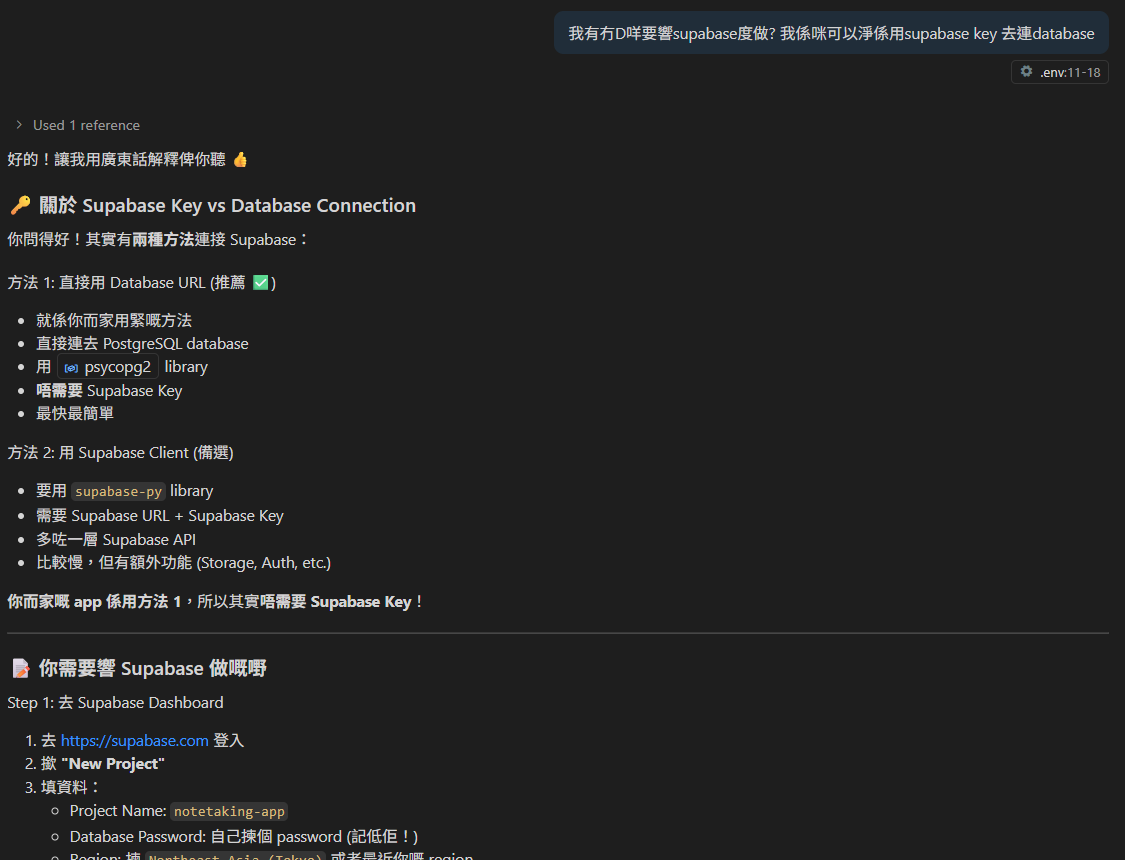 我有冇D咩要響supabase度做? 我係咪可以淨係用supabase key 去連database
.env:11-18
Used 1 reference
好的！讓我用廣東話解釋俾你聽 👍
🔑 關於 Supabase Key vs Database Connection
你問得好！其實有兩種方法連接 Supabase：
方法 1: 直接用 Database URL (推薦 ✅)
就係你而家用緊嘅方法
直接連去 PostgreSQL database
用 psycopg2 library
唔需要 Supabase Key
最快最簡單
方法 2: 用 Supabase Client (備選)
要用 supabase-py library
需要 Supabase URL + Supabase Key
多咗一層 Supabase API
比較慢，但有額外功能 (Storage, Auth, etc.)
你而家嘅 app 係用方法 1，所以其實唔需要 Supabase Key！
📝 你需要響 Supabase 做嘅嘢
Step 1: 去 Supabase Dashboard
1. 去 https://supabase.com 登入
2. 撳 "New Project"
3. 填資料：
Project Name: notetaking-app
Database Password: 自己揀個 password (記低佢！)
Region: 揀 Northeast Asia (Tokyo) 或者最近你嘅 region